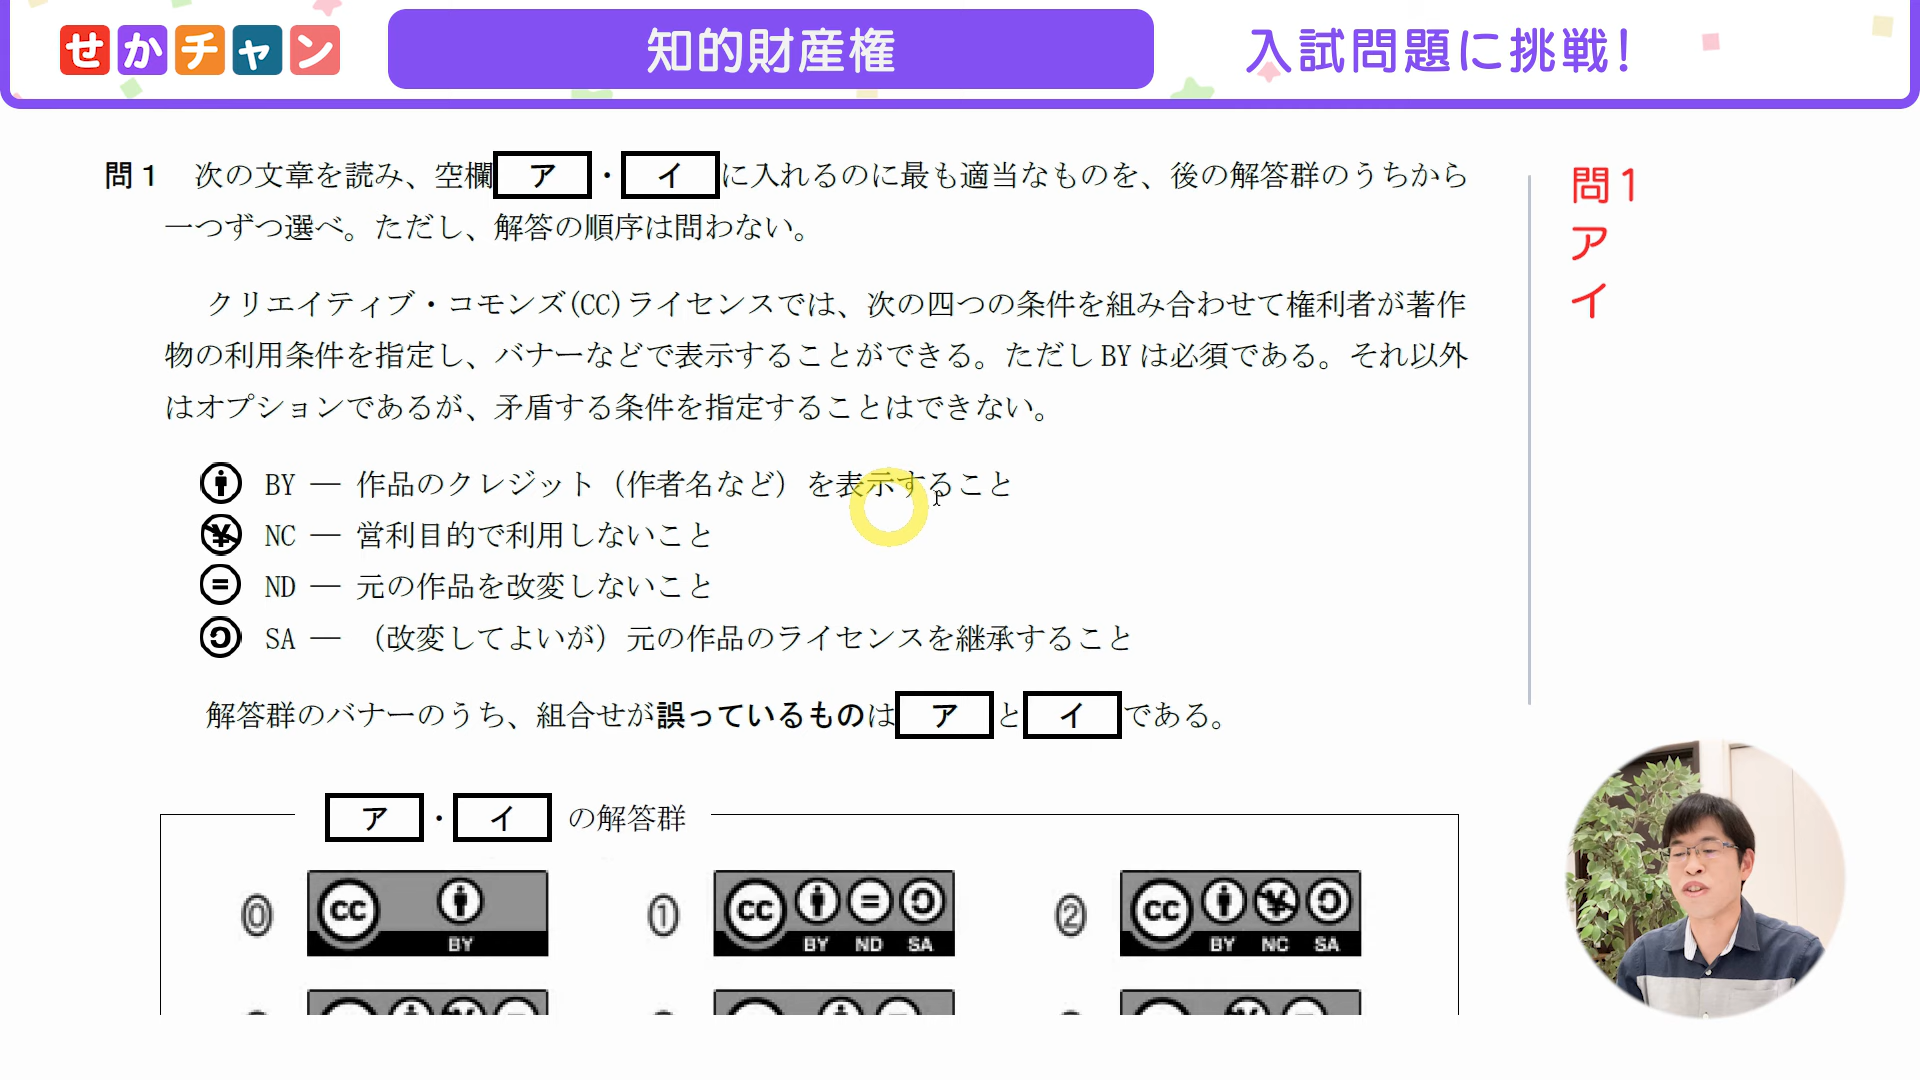 せかチャン
知的財産権
入試問題に挑戦!
問1 次の文章を読み、空欄 ア ・ イ に入れるのに最も適当なものを、後の解答群のうちから
一つずつ選べ。ただし、解答の順序は問わない。
クリエイティブ・コモンズ(CC)ライセンスでは、次の四つの条件を組み合わせて権利者が著作
物の利用条件を指定し、バナーなどで表示することができる。ただし BY は必須である。それ以外
はオプションであるが、矛盾する条件を指定することはできない。
BY ― 作品のクレジット（作者名など）を表示すること
NC ― 営利目的で利用しないこと
ND ― 元の作品を改変しないこと
SA ― （改変してよいが）元の作品のライセンスを継承すること
解答群のバナーのうち、組合せが誤っているものは ア と イ である。
ア ・ イ の解答群
⓪ CC BY
① CC BY ND SA
② CC BY NC SA
問1
ア
イ